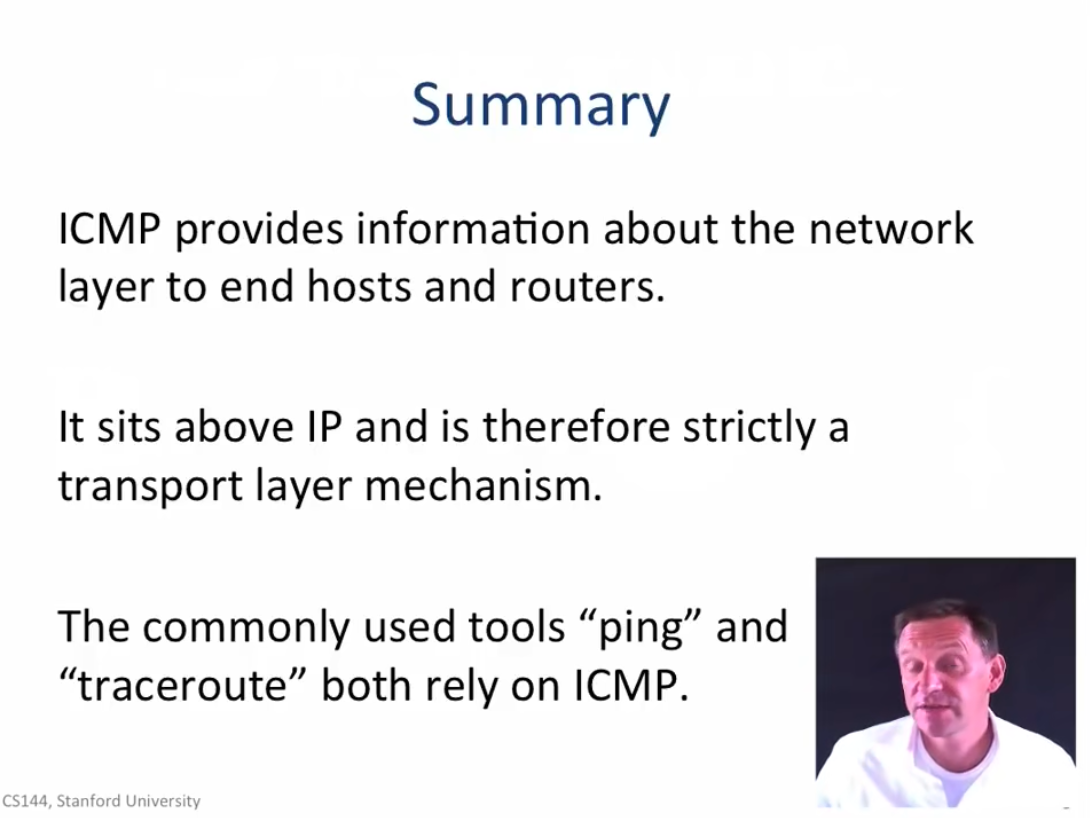 Summary
ICMP provides information about the network
layer to end hosts and routers.
It sits above IP and is therefore strictly a
transport layer mechanism.
The commonly used tools “ping” and
“traceroute” both rely on ICMP.
CS144, Stanford University